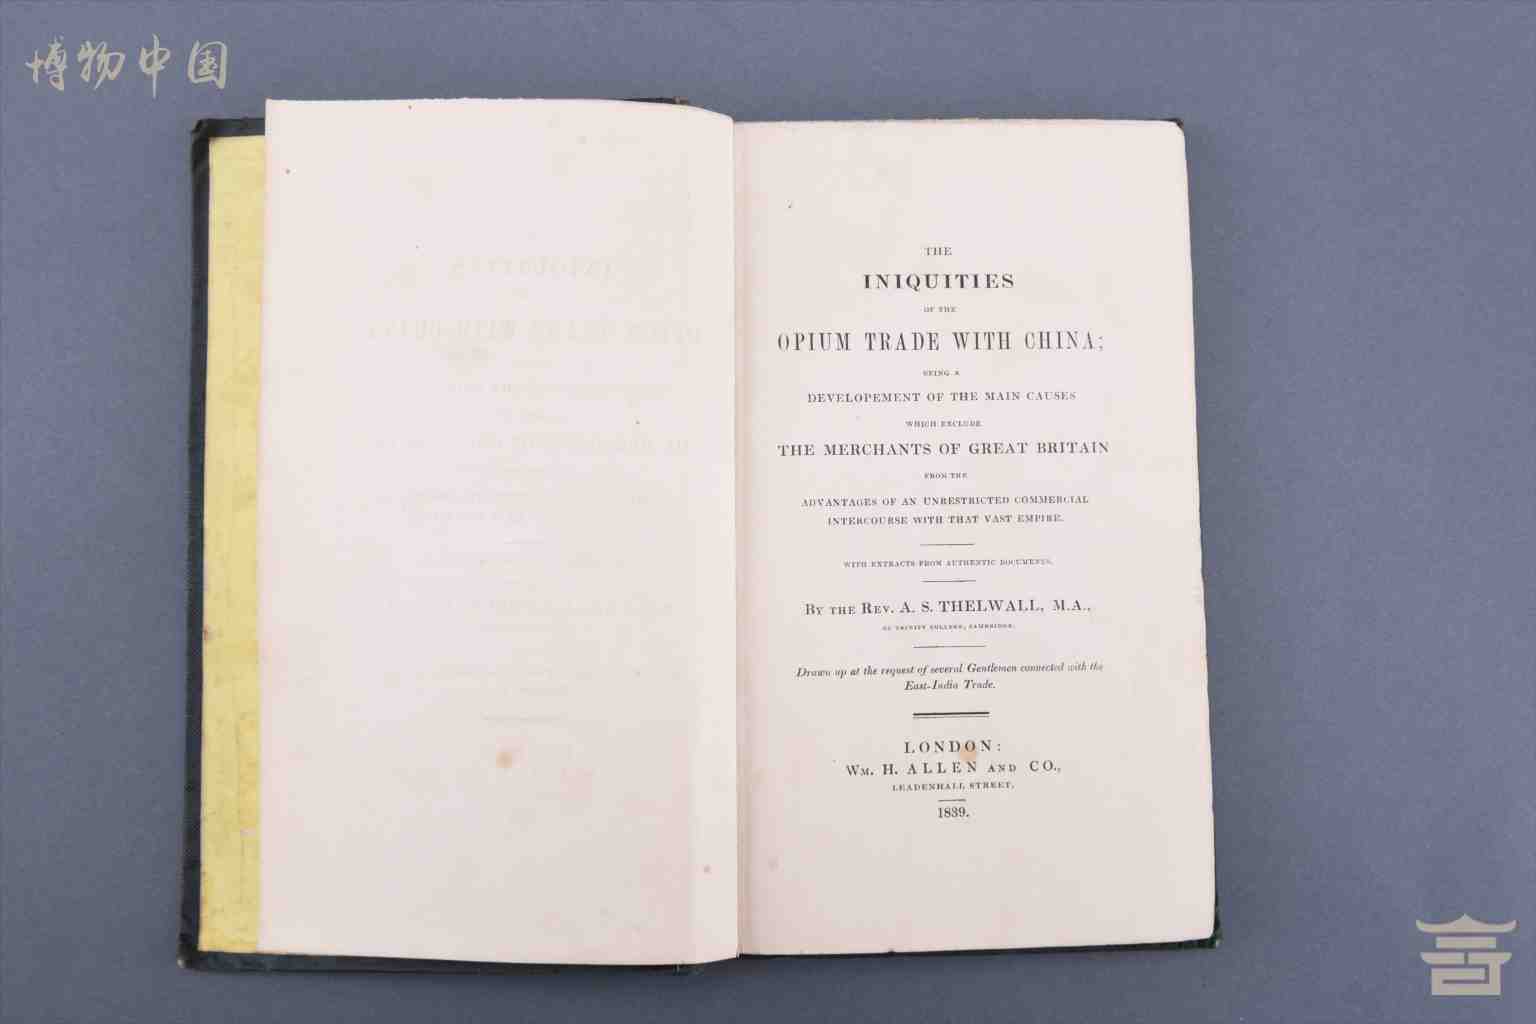 博物中国
THE
INIQUITIES
OF THE
OPIUM TRADE WITH CHINA;
BEING A
DEVELOPEMENT OF THE MAIN CAUSES
WHICH EXCLUDE
THE MERCHANTS OF GREAT BRITAIN
FROM THE
ADVANTAGES OF AN UNRESTRICTED COMMERCIAL
INTERCOURSE WITH THAT VAST EMPIRE.
WITH EXTRACTS FROM AUTHENTIC DOCUMENTS.
BY THE REV. A. S. THELWALL, M.A.,
OF TRINITY COLLEGE, CAMBRIDGE.
Drawn up at the request of several Gentlemen connected with the
East-India Trade.
LONDON:
WM. H. ALLEN AND CO.,
LEADENHALL STREET.
1839.